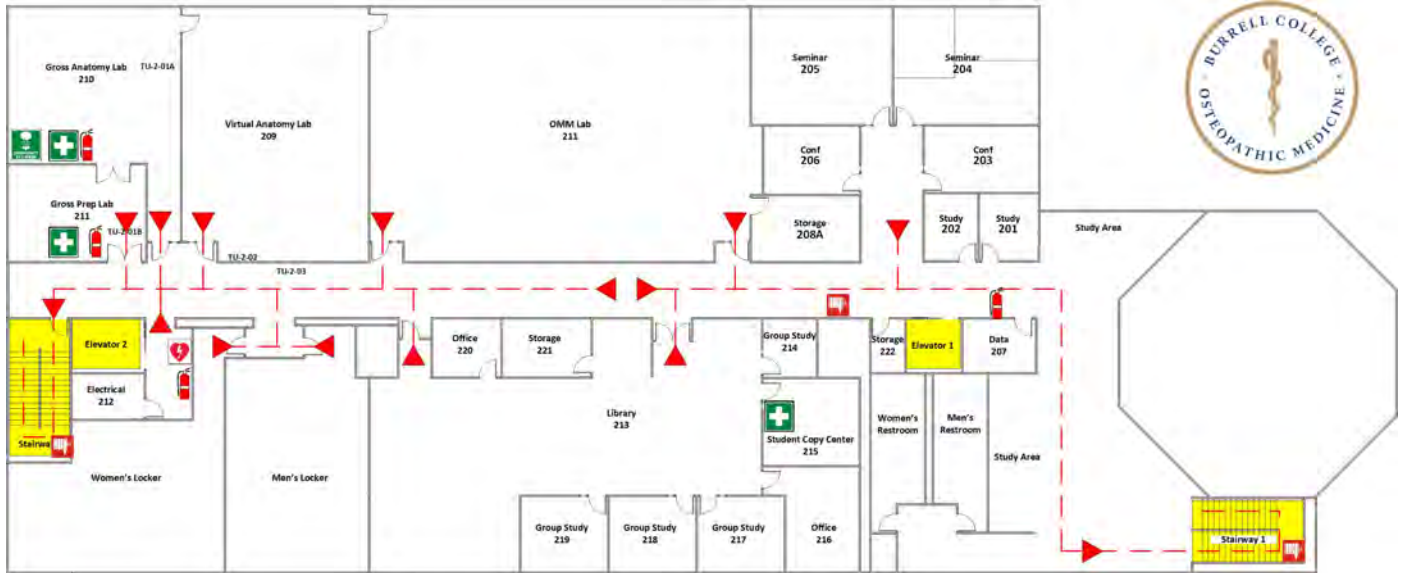 BURRELL COLLEGE
OSTEOPATHIC MEDICINE
Gross Anatomy Lab
210
TU-2-01A
Virtual Anatomy Lab
209
OMM Lab
211
Seminar
205
Seminar
204
Conf
206
Conf
203
Gross Prep Lab
211
TU-2-01B
Storage
208A
Study
202
Study
201
Study Area
TU-2-02
TU-2-03
Elevator 2
Electrical
212
Office
220
Storage
221
Group Study
214
Storage
222
Elevator 1
Data
207
Library
213
Student Copy Center
215
Women's
Restroom
Men's
Restroom
Study Area
Stairwa
Women's Locker
Men's Locker
Group Study
219
Group Study
218
Group Study
217
Office
216
Stairway 1